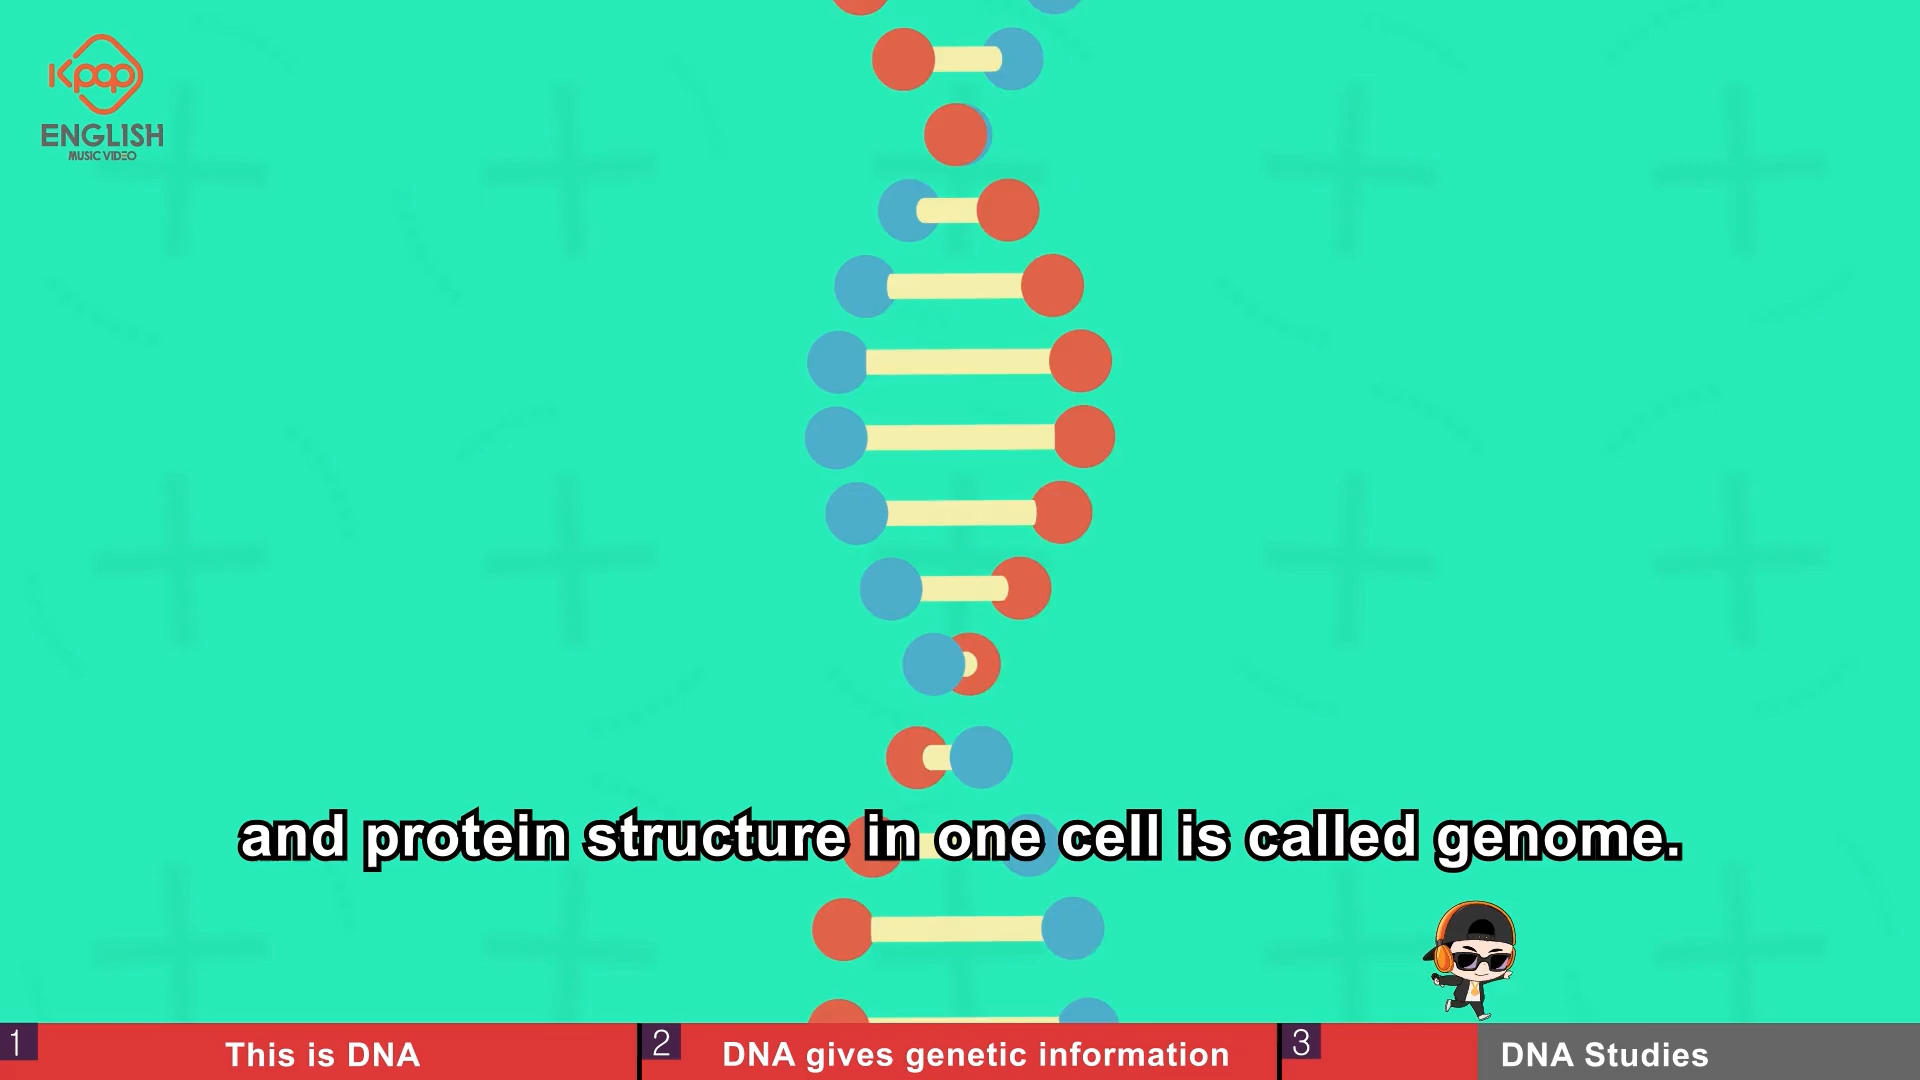 Kpop
ENGLISH
MUSIC VIDEO
and protein structure in one cell is called genome.
1
This is DNA
2
DNA gives genetic information
3
DNA Studies